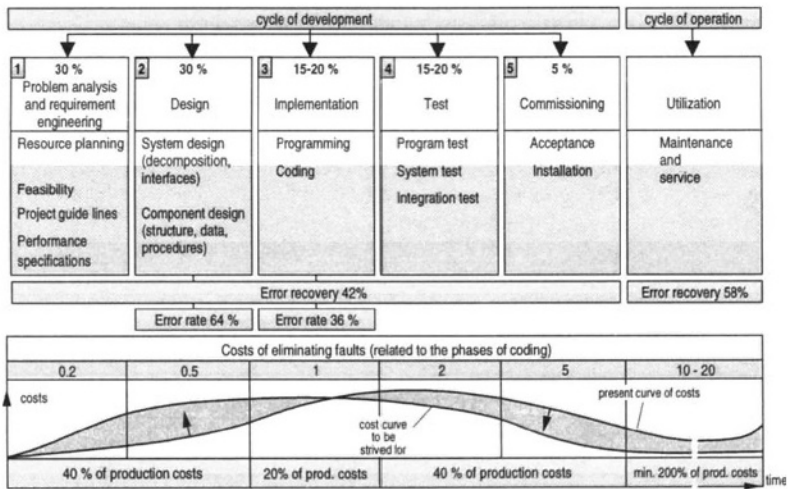 cycle of development
cycle of operation
1 30 %
Problem analysis
and requirement
engineering
2 30 %
Design
3 15-20 %
Implementation
4 15-20 %
Test
5 5 %
Commissioning
Utilization
Resource planning
Feasibility
Project guide lines
Performance
specifications
System design
(decomposition,
interfaces)
Component design
(structure, data,
procedures)
Programming
Coding
Program test
System test
Integration test
Acceptance
Installation
Maintenance
and
service
Error recovery 42%
Error recovery 58%
Error rate 64 %
Error rate 36 %
Costs of eliminating faults (related to the phases of coding)
0.2
0.5
1
2
5
10 - 20
costs
cost curve
to be
strived lor
present curve of costs
40 % of production costs
20% of prod. costs
40 % of production costs
min. 200% of prod. costs
time